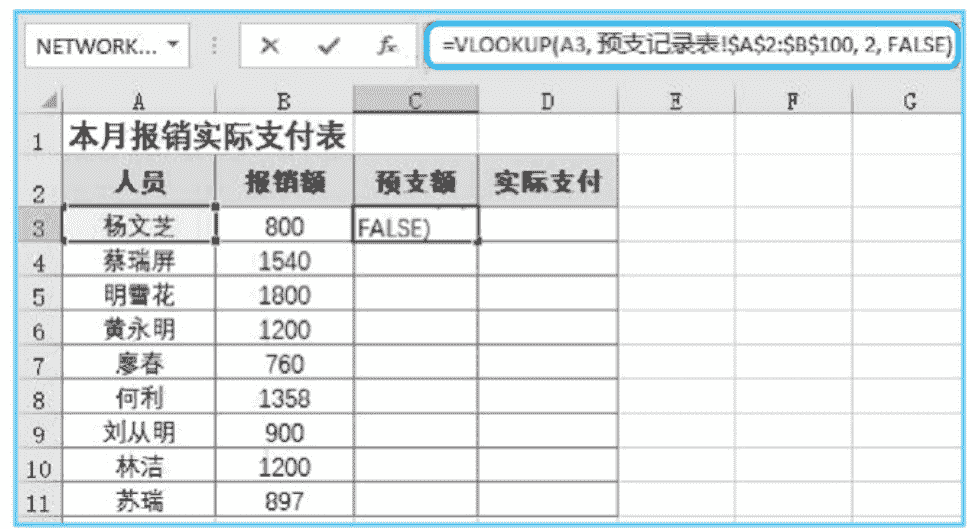 NETWORK... =VLOOKUP(A3, 预支记录表!$A$2:$B$100, 2, FALSE)
A B C D E F G
1 本月报销实际支付表
2 人员 报销额 预支额 实际支付
3 杨文芝 800 FALSE)
4 蔡瑞屏 1540
5 明雪花 1800
6 黄永明 1200
7 廖春 760
8 何利 1358
9 刘从明 900
10 林洁 1200
11 苏瑞 897